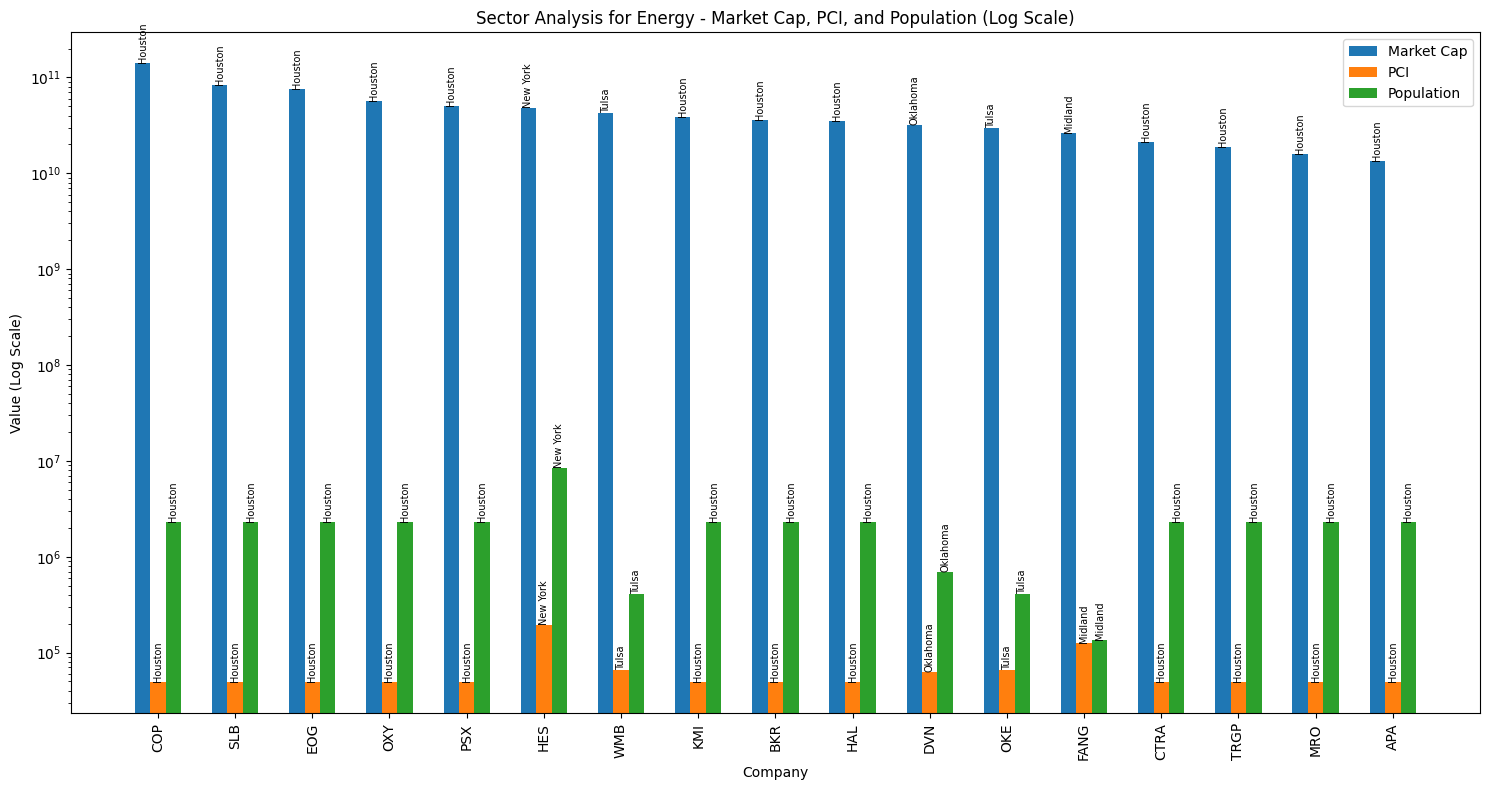 Sector Analysis for Energy - Market Cap, PCI, and Population (Log Scale)
Market Cap
PCI
Population
Value (Log Scale)
10¹¹
10¹⁰
10⁹
10⁸
10⁷
10⁶
10⁵
Houston
Houston
Houston
Houston
Houston
New York
Tulsa
Houston
Houston
Houston
Oklahoma
Tulsa
Midland
Houston
Houston
Houston
Houston
Houston
Houston
Houston
Houston
Houston
New York
Tulsa
Houston
Houston
Houston
Oklahoma
Tulsa
Midland
Houston
Houston
Houston
Houston
Houston
Houston
Houston
Houston
Houston
New York
Tulsa
Houston
Houston
Houston
Oklahoma
Tulsa
Midland
Houston
Houston
Houston
Houston
COP
SLB
EOG
OXY
PSX
HES
WMB
KMI
BKR
HAL
DVN
OKE
FANG
CTRA
TRGP
MRO
APA
Company